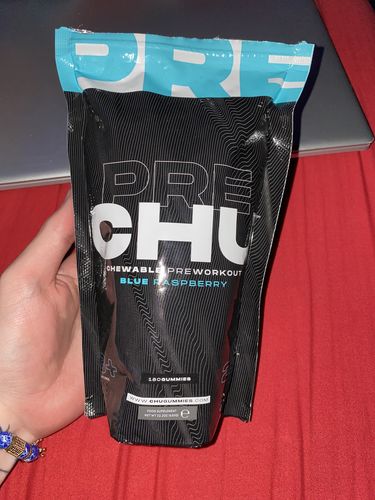 PRE
PRE
CHU
CHEWABLE PREWORKOUT
BLUE RASPBERRY
180GUMMIES
WWW.CHUGUMMIES.COM
FOOD SUPPLEMENT